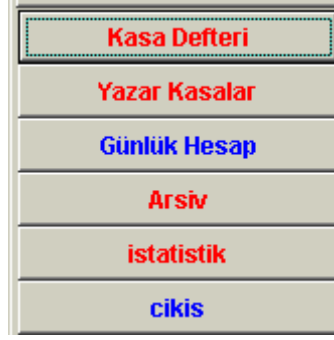 Kasa Defteri
Yazar Kasalar
Günlük Hesap
Arsiv
istatistik
cikis